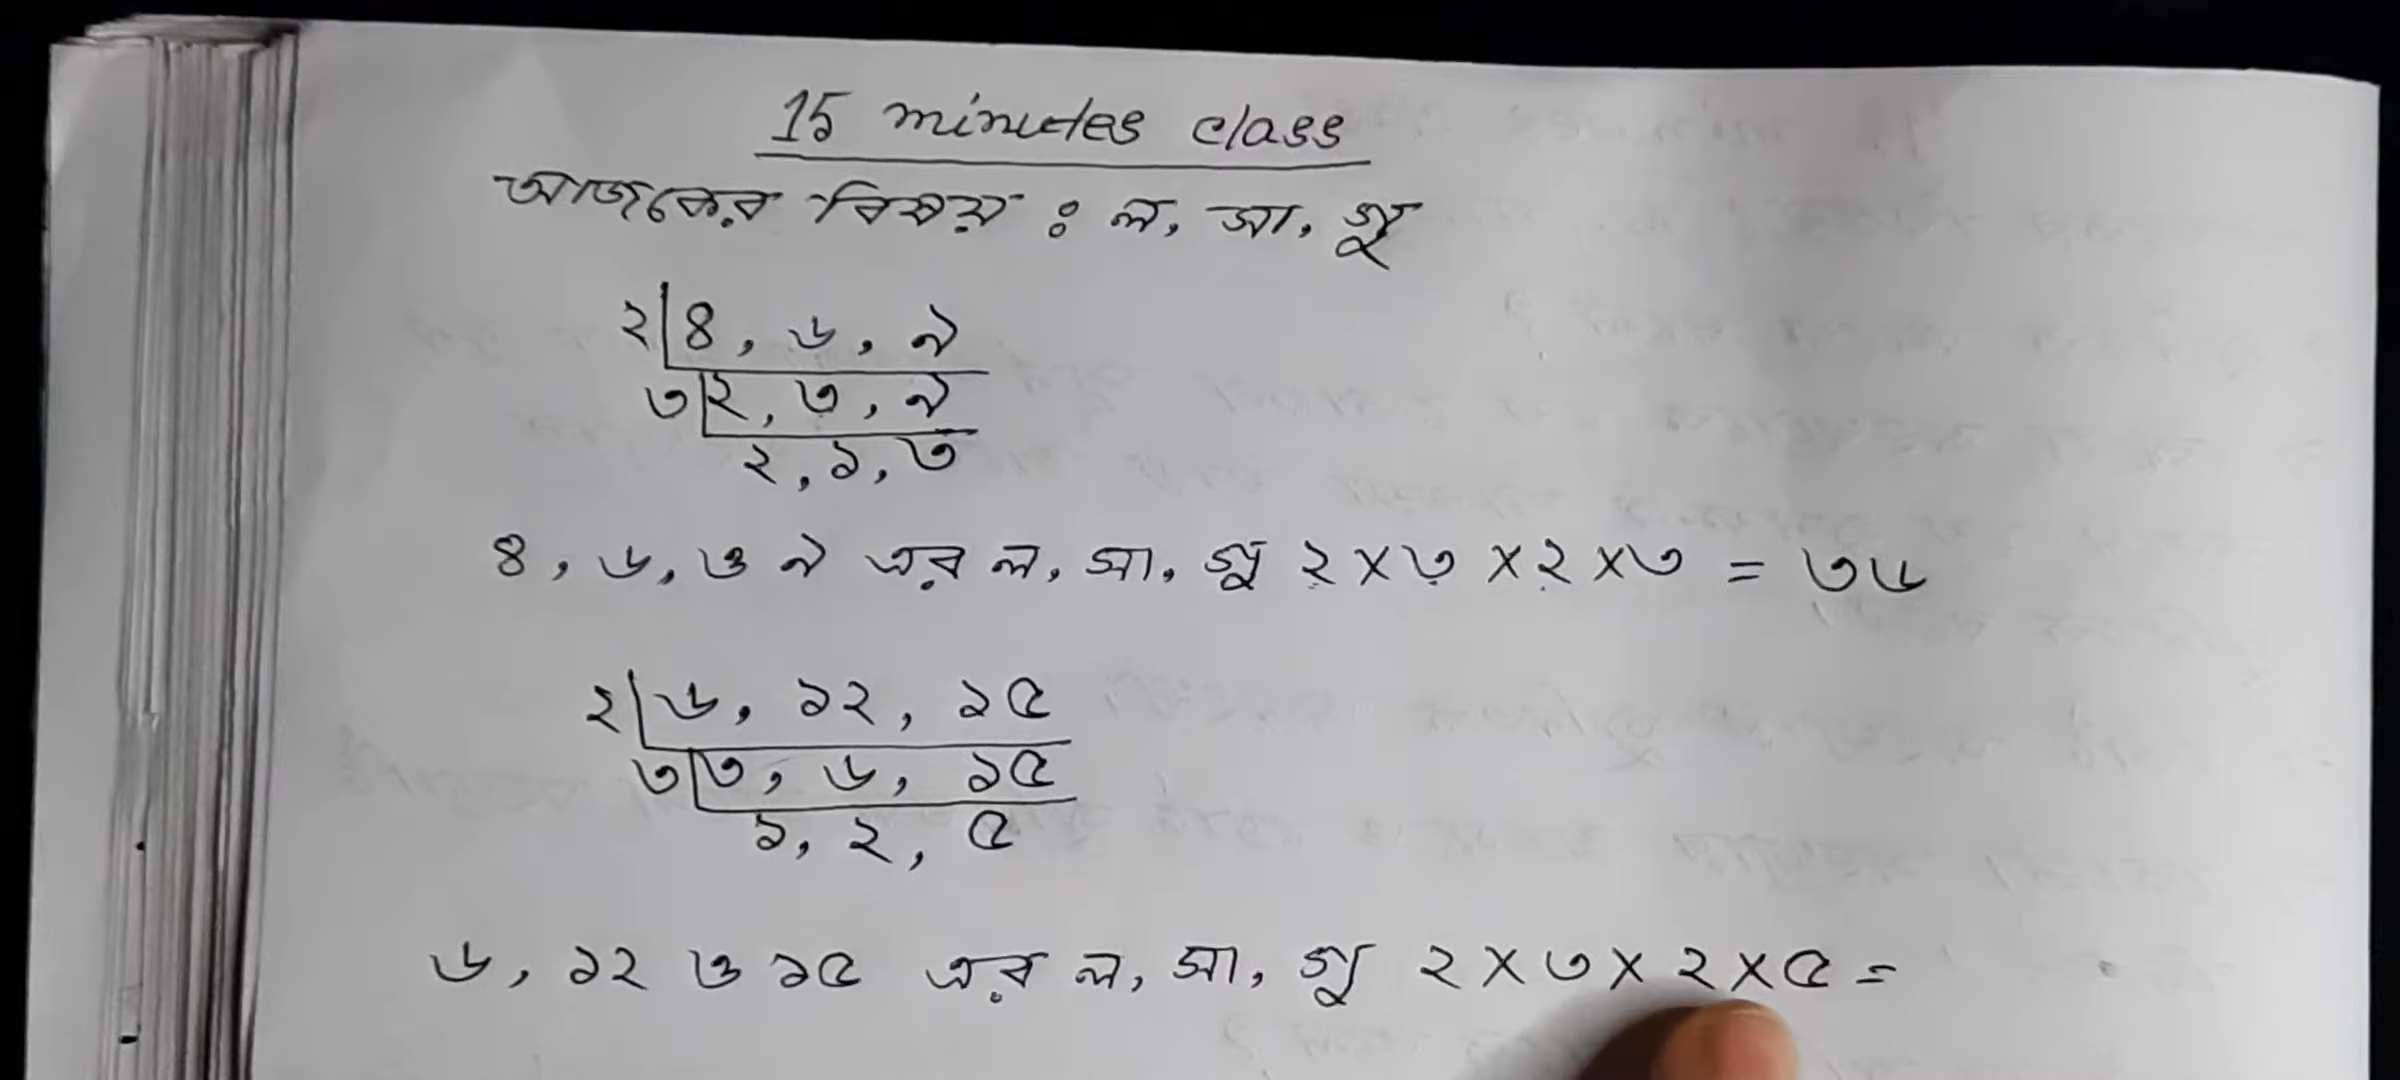 15 minutes class
আজকের বিষয় : ল, সা, গু
২|৪, ৬, ৯
৩|২, ৩, ৯
২, ১, ৩
৪, ৬, ও ৯ এর ল, সা, গু ২×৩×২×৩ = ৩৬
২|৬, ১২, ১৫
৩|৩, ৬, ১৫
১, ২, ৫
৬, ১২ ও ১৫ এর ল, সা, গু ২×৩×২×৫=